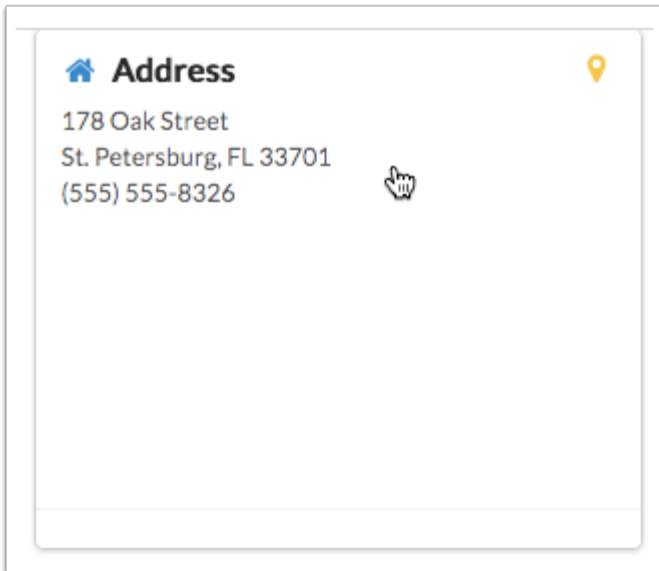 Address
178 Oak Street
St. Petersburg, FL 33701
(555) 555-8326